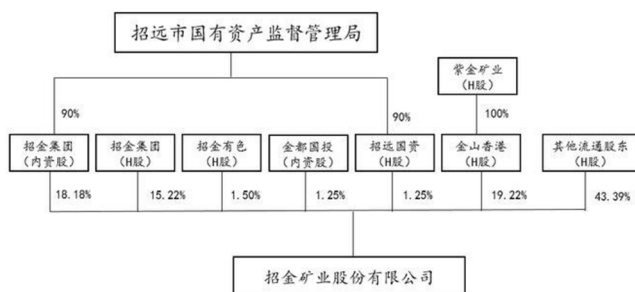 招远市国有资产监督管理局
紫金矿业
（H股）
90%
90%
100%
招金集团
（内资股）
招金集团
（H股）
招金有色
（H股）
金都国投
（内资股）
招远国资
（H股）
金山香港
（H股）
其他流通股东
（H股）
18.18%
15.22%
1.50%
1.25%
1.25%
19.22%
43.39%
招金矿业股份有限公司